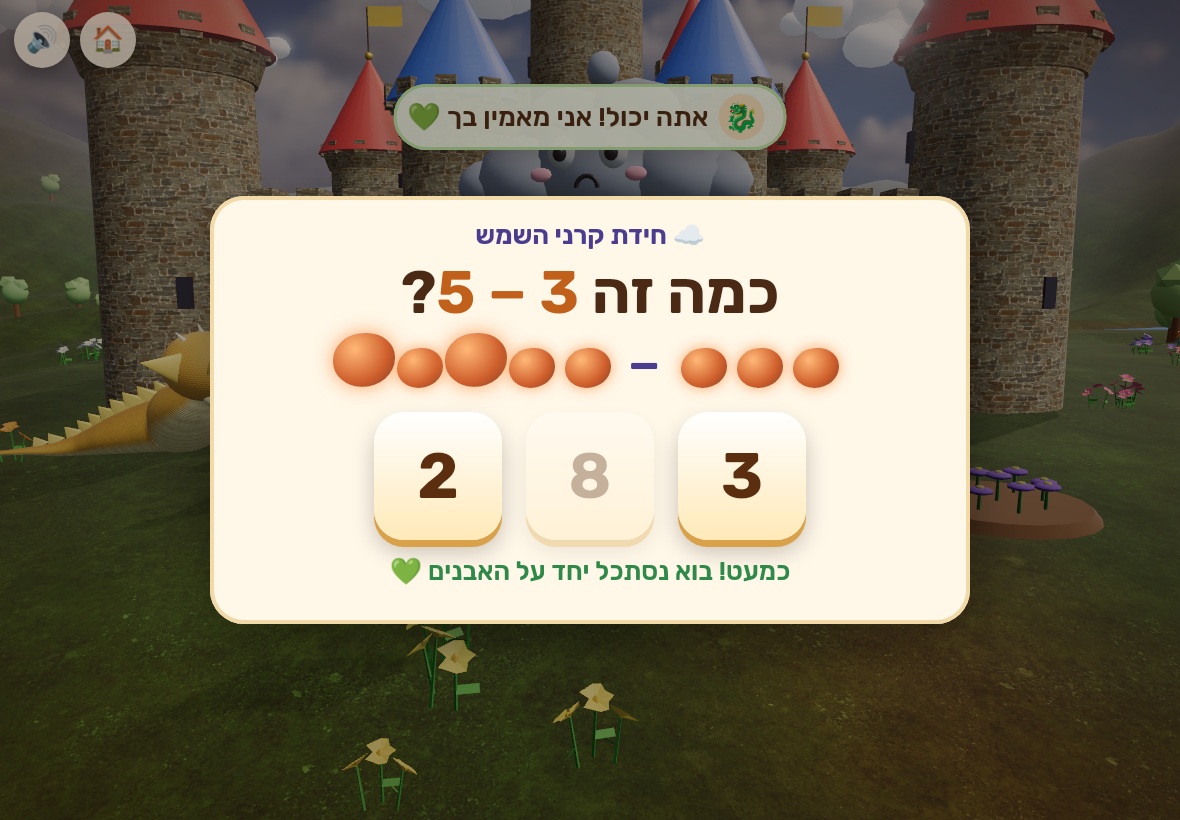 אתה יכול! אני מאמין בך
חידת קרני השמש
כמה זה 3 – 5?
–
2 8 3
כמעט! בוא נסתכל יחד על האבנים